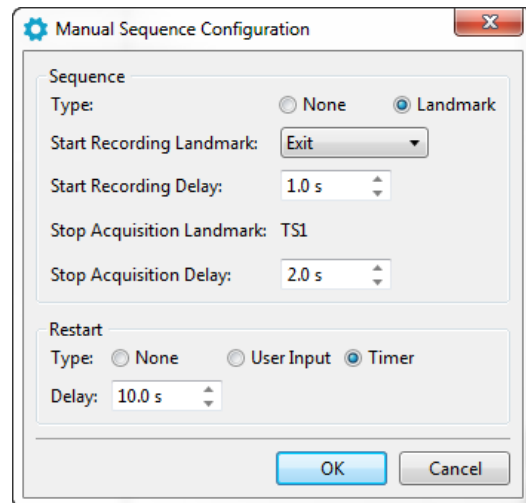 Manual Sequence Configuration
X
Sequence
Type: None Landmark
Start Recording Landmark: Exit
Start Recording Delay: 1.0 s
Stop Acquisition Landmark: TS1
Stop Acquisition Delay: 2.0 s
Restart
Type: None User Input Timer
Delay: 10.0 s
OK Cancel